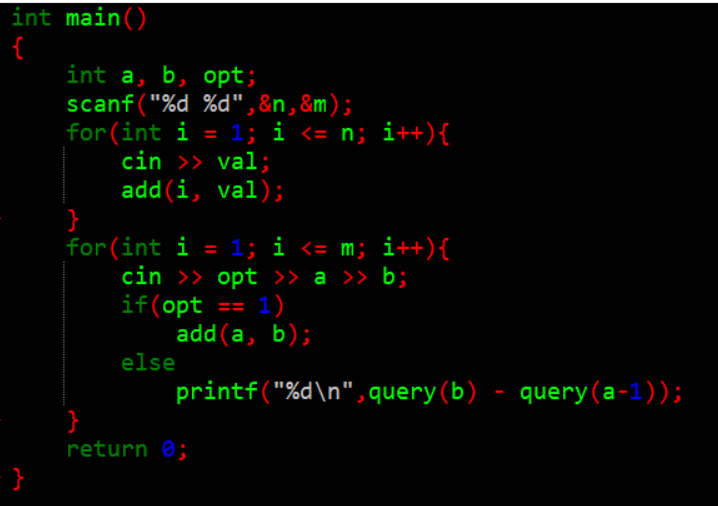 int main()
{
    int a, b, opt;
    scanf("%d %d",&n,&m);
    for(int i = 1; i <= n; i++){
        cin >> val;
        add(i, val);
    }
    for(int i = 1; i <= m; i++){
        cin >> opt >> a >> b;
        if(opt == 1)
            add(a, b);
        else
            printf("%d\n",query(b) - query(a-1));
    }
    return 0;
}